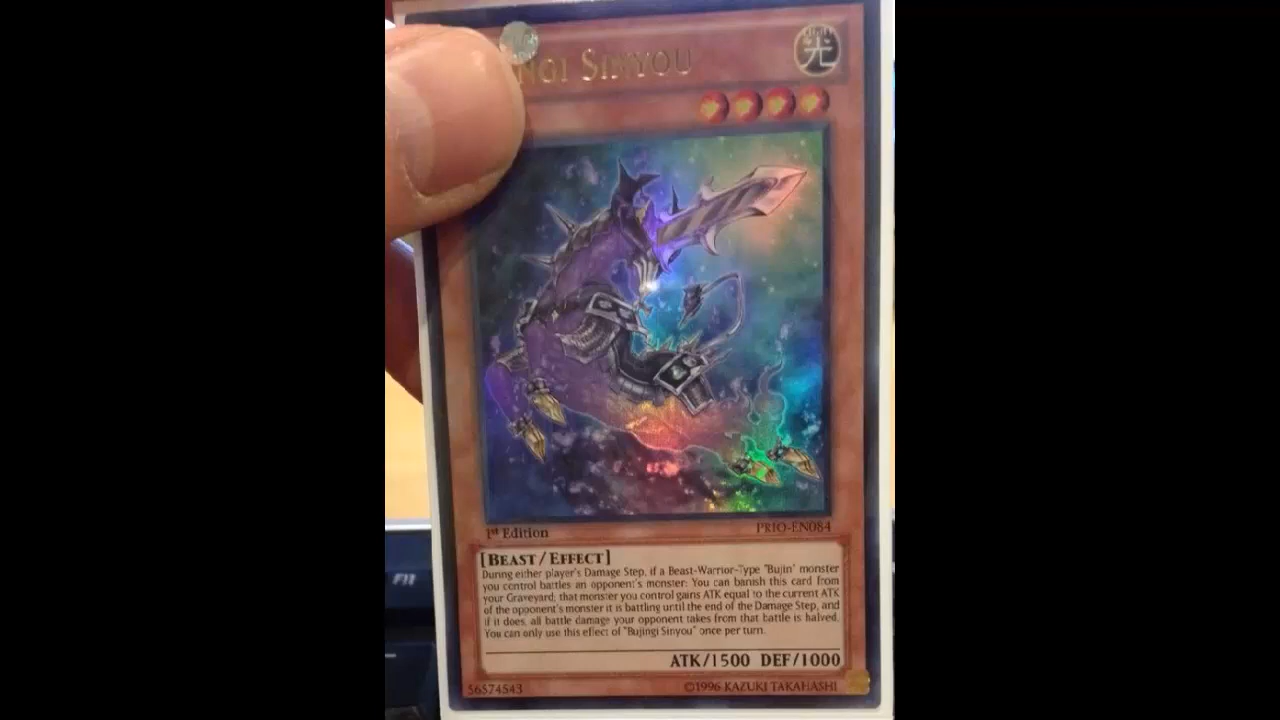 NGI SINYOU
光
1st Edition
PRIO-EN084
[BEAST/EFFECT]
During either player's Damage Step, if a Beast-Warrior-Type "Bujin" monster
you control battles an opponent's monster: You can banish this card from
your Graveyard; that monster you control gains ATK equal to the current ATK
of the opponent's monster it is battling until the end of the Damage Step, and
if it does, all battle damage your opponent takes from that battle is halved.
You can only use this effect of "Bujingi Sinyou" once per turn.
ATK/1500 DEF/1000
56574543
©1996 KAZUKI TAKAHASHI
F11